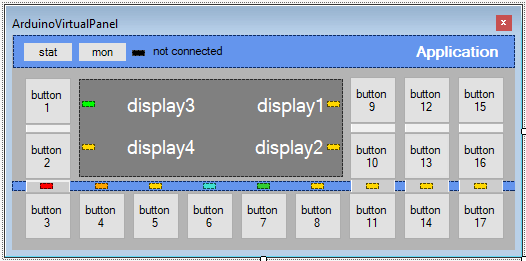 ArduinoVirtualPanel
x
stat
mon
not connected
Application
button
1
display3
display1
button
9
button
12
button
15
button
2
display4
display2
button
10
button
13
button
16
button
3
button
4
button
5
button
6
button
7
button
8
button
11
button
14
button
17